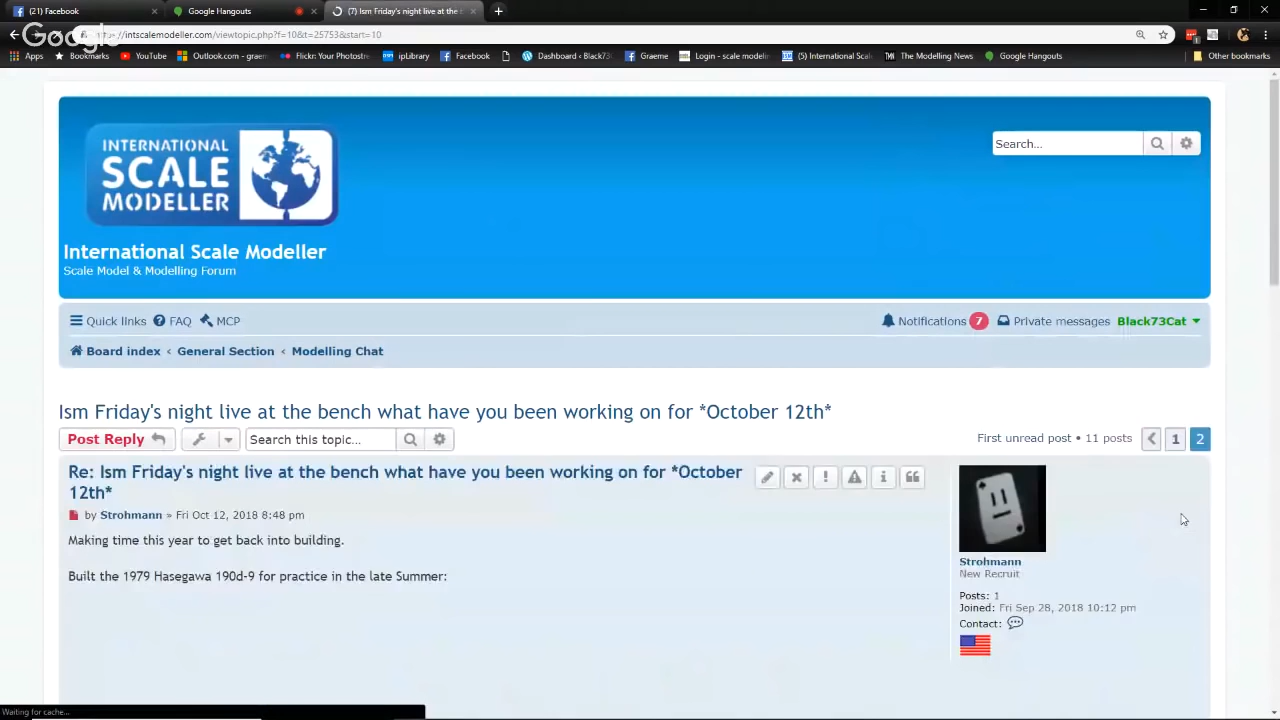 (21) Facebook
Google Hangouts
(7) Ism Friday's night live at the
Google
intscalemodeller.com/viewtopic.php?f=10&t=25753&start=10
Apps
Bookmarks
YouTube
Outlook.com - graem
Flickr: Your Photostre
ipLibrary
Facebook
Dashboard ‹ Black73
Graeme
Login - scale modele
(5) International Sca
The Modelling News
Google Hangouts
Other bookmarks
INTERNATIONAL
SCALE
MODELLER
Search...
International Scale Modeller
Scale Model & Modelling Forum
Quick links
FAQ
MCP
Notifications 7
Private messages
Black73Cat
Board index ‹ General Section ‹ Modelling Chat
Ism Friday's night live at the bench what have you been working on for *October 12th*
Post Reply
Search this topic...
First unread post • 11 posts
1
2
Re: Ism Friday's night live at the bench what have you been working on for *October
12th*
by Strohmann » Fri Oct 12, 2018 8:48 pm
Making time this year to get back into building.
Built the 1979 Hasegawa 190d-9 for practice in the late Summer:
Strohmann
New Recruit
Posts: 1
Joined: Fri Sep 28, 2018 10:12 pm
Contact:
Waiting for cache...